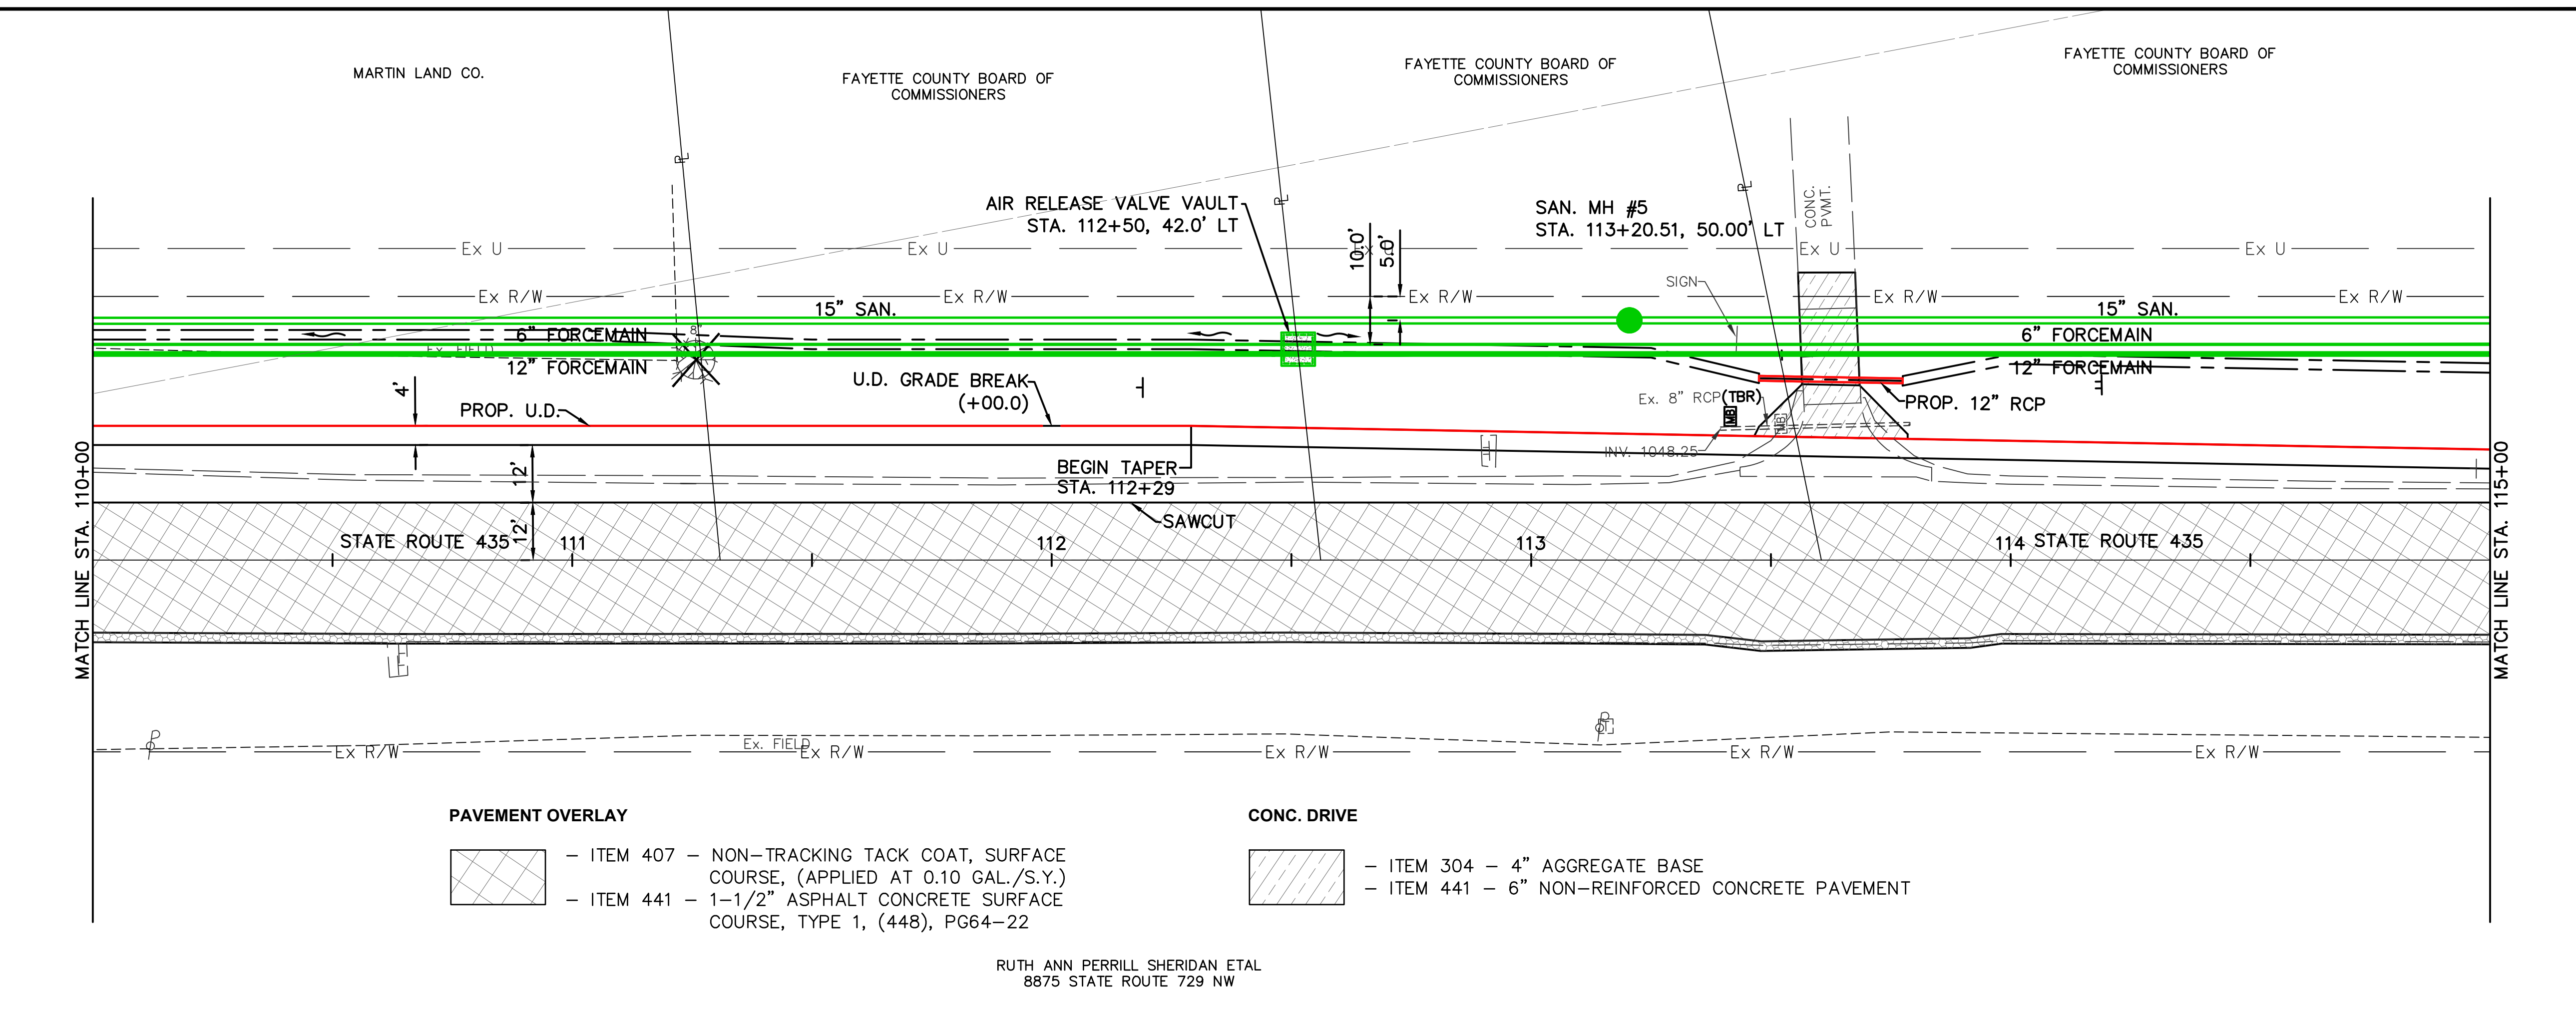 MARTIN LAND CO.
FAYETTE COUNTY BOARD OF
COMMISSIONERS
FAYETTE COUNTY BOARD OF
COMMISSIONERS
FAYETTE COUNTY BOARD OF
COMMISSIONERS
PL
PL
PL
CONC.
PVMT.
AIR RELEASE VALVE VAULT
STA. 112+50, 42.0' LT
SAN. MH #5
STA. 113+20.51, 50.00' LT
10.0'
5.0'
Ex U
Ex U
Ex U
Ex U
SIGN
Ex R/W
Ex R/W
Ex R/W
Ex R/W
Ex R/W
15" SAN.
15" SAN.
8"
6" FORCEMAIN
6" FORCEMAIN
Ex. FIELD
12" FORCEMAIN
12" FORCEMAIN
4'
U.D. GRADE BREAK
(+00.0)
PROP. U.D.
Ex. 8" RCP(TBR)
MB
MB
PROP. 12" RCP
INV. 1048.25
12'
BEGIN TAPER
STA. 112+29
SAWCUT
12'
STATE ROUTE 435
111
112
113
114
STATE ROUTE 435
MATCH LINE STA. 110+00
MATCH LINE STA. 115+00
Ex. FIELD
Ex R/W
Ex R/W
Ex R/W
Ex R/W
Ex R/W
PAVEMENT OVERLAY
- ITEM 407 - NON-TRACKING TACK COAT, SURFACE
COURSE, (APPLIED AT 0.10 GAL./S.Y.)
- ITEM 441 - 1-1/2" ASPHALT CONCRETE SURFACE
COURSE, TYPE 1, (448), PG64-22
CONC. DRIVE
- ITEM 304 - 4" AGGREGATE BASE
- ITEM 441 - 6" NON-REINFORCED CONCRETE PAVEMENT
RUTH ANN PERRILL SHERIDAN ETAL
8875 STATE ROUTE 729 NW